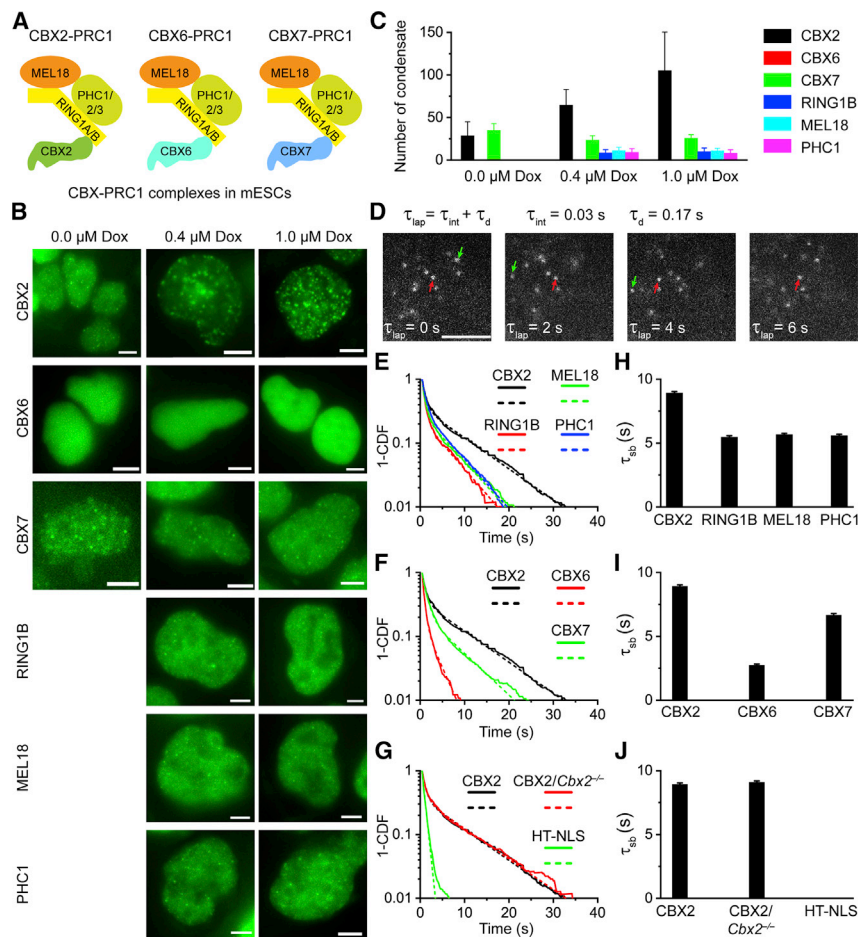 A
CBX2-PRC1
CBX6-PRC1
CBX7-PRC1
MEL18
PHC1/
2/3
RING1A/B
CBX2
MEL18
PHC1/
2/3
RING1A/B
CBX6
MEL18
PHC1/
2/3
RING1A/B
CBX7
CBX-PRC1 complexes in mESCs
B
0.0 µM Dox
0.4 µM Dox
1.0 µM Dox
CBX2
CBX6
CBX7
RING1B
MEL18
PHC1
C
Number of condensate
150
100
50
0
0.0 µM Dox
0.4 µM Dox
1.0 µM Dox
CBX2
CBX6
CBX7
RING1B
MEL18
PHC1
D
τlap = τint + τd
τint = 0.03 s
τd = 0.17 s
τlap = 0 s
τlap = 2 s
τlap = 4 s
τlap = 6 s
E
1-CDF
1
0.1
0.01
CBX2
MEL18
RING1B
PHC1
0 10 20 30 40
Time (s)
H
τsb (s)
10
5
0
CBX2 RING1B MEL18 PHC1
F
1-CDF
1
0.1
0.01
CBX2
CBX6
CBX7
0 10 20 30 40
Time (s)
I
τsb (s)
10
5
0
CBX2 CBX6 CBX7
G
1-CDF
1
0.1
0.01
CBX2
CBX2/Cbx2–/–
HT-NLS
0 10 20 30 40
Time (s)
J
τsb (s)
10
5
0
CBX2
CBX2/
Cbx2–/–
HT-NLS